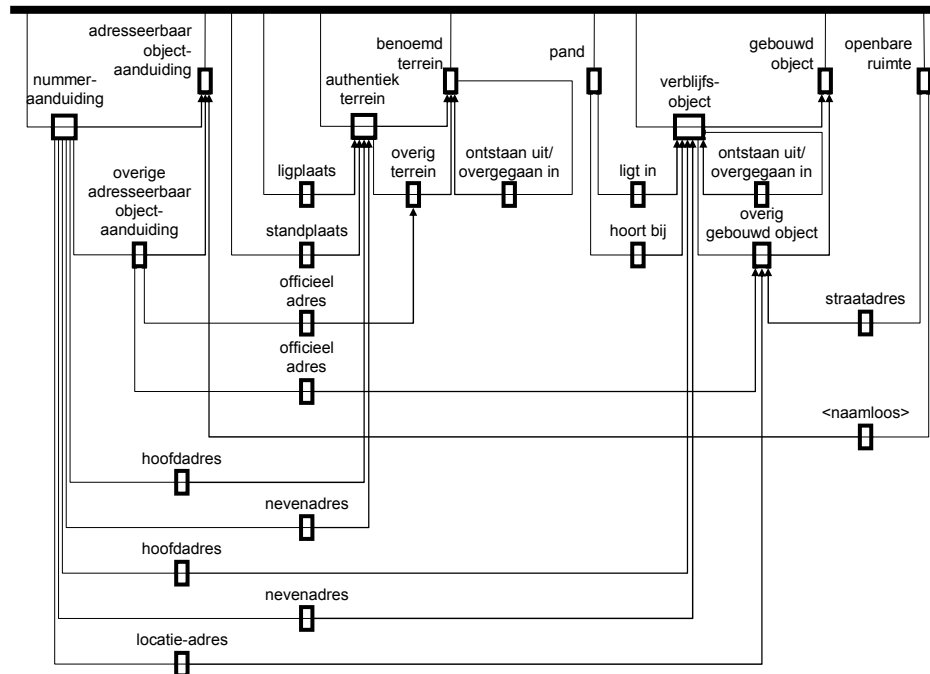 adresseerbaar
object-
aanduiding
nummer-
aanduiding
benoemd
terrein
authentiek
terrein
pand
gebouwd
object
openbare
ruimte
verblijfs-
object
overige
adresseerbaar
object-
aanduiding
ligplaats
overig
terrein
ontstaan uit/
overgegaan in
ligt in
ontstaan uit/
overgegaan in
standplaats
hoort bij
overig
gebouwd object
officieel
adres
straatadres
officieel
adres
<naamloos>
hoofdadres
nevenadres
hoofdadres
nevenadres
locatie-adres